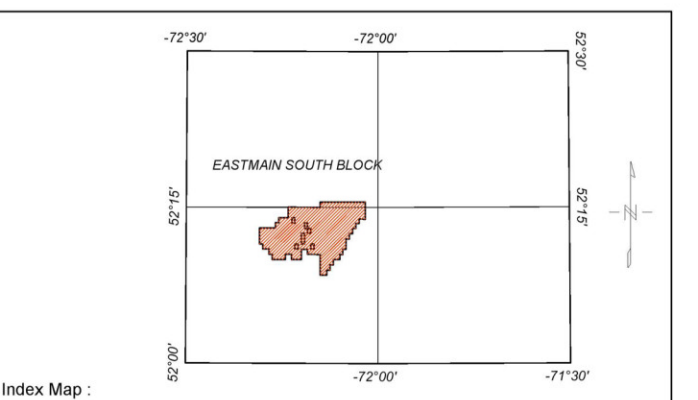 -72°30' -72°00' 52°30'
EASTMAIN SOUTH BLOCK
52°15' 52°15'
N
52°00' -72°00' -71°30'
Index Map :